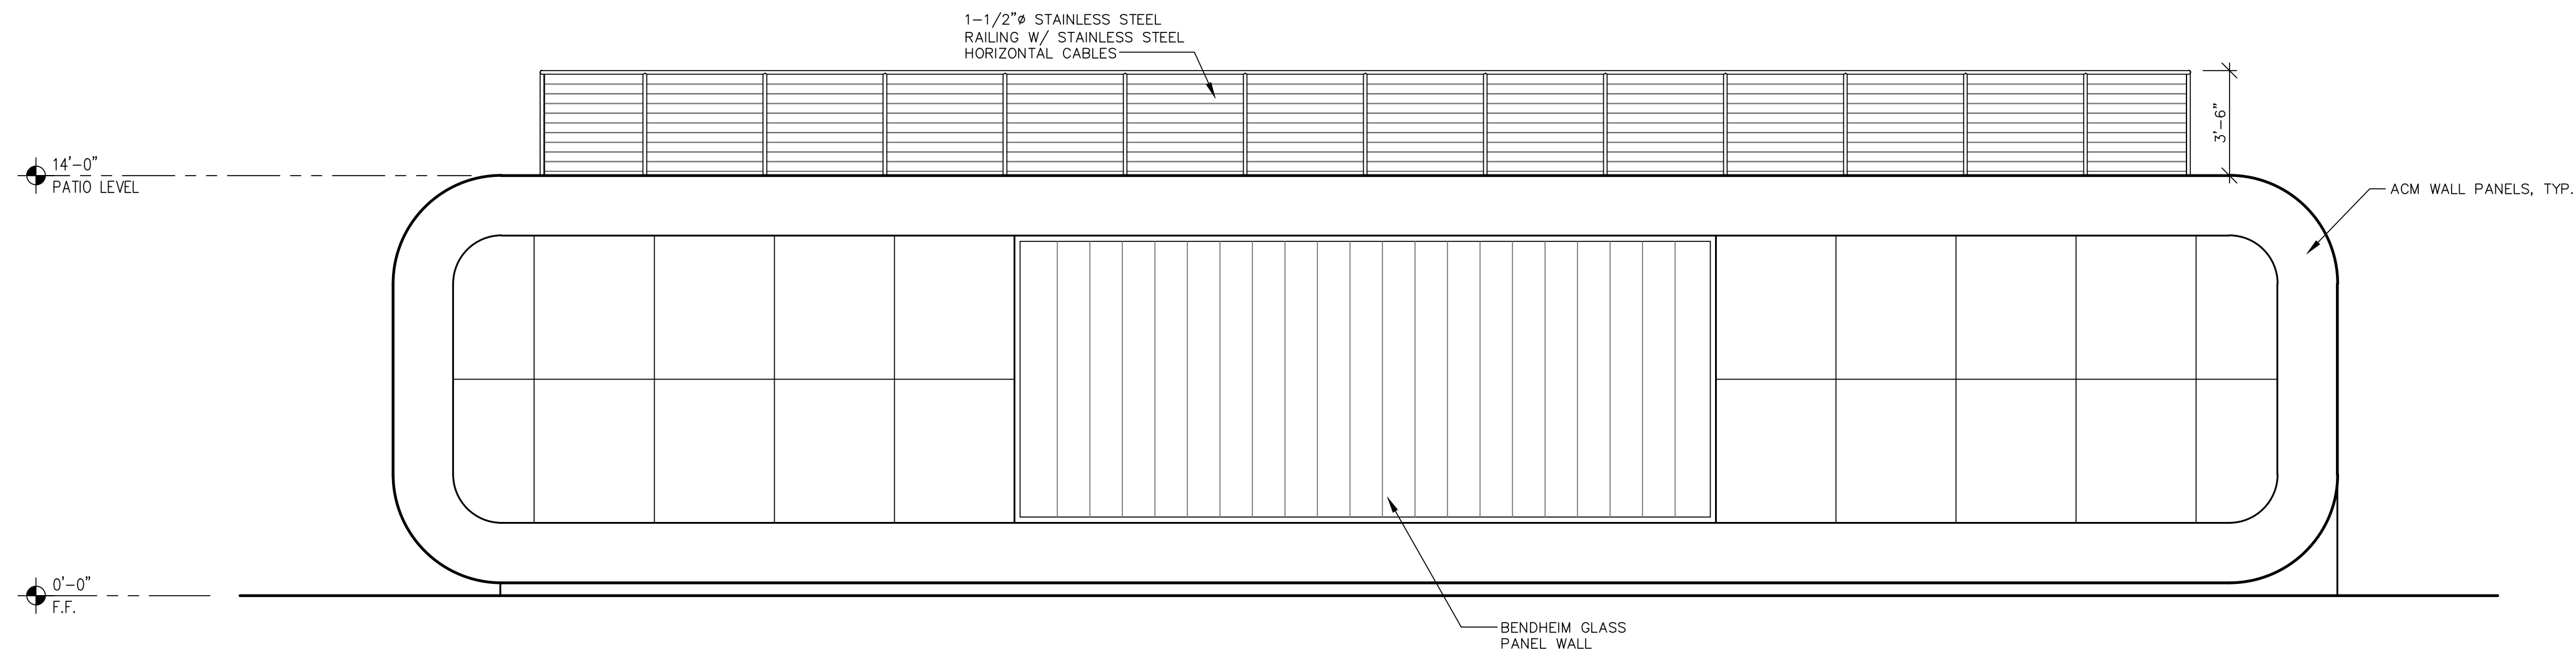 1-1/2"ø STAINLESS STEEL
RAILING W/ STAINLESS STEEL
HORIZONTAL CABLES
3'-6"
14'-0"
PATIO LEVEL
ACM WALL PANELS, TYP.
0'-0"
F.F.
BENDHEIM GLASS
PANEL WALL